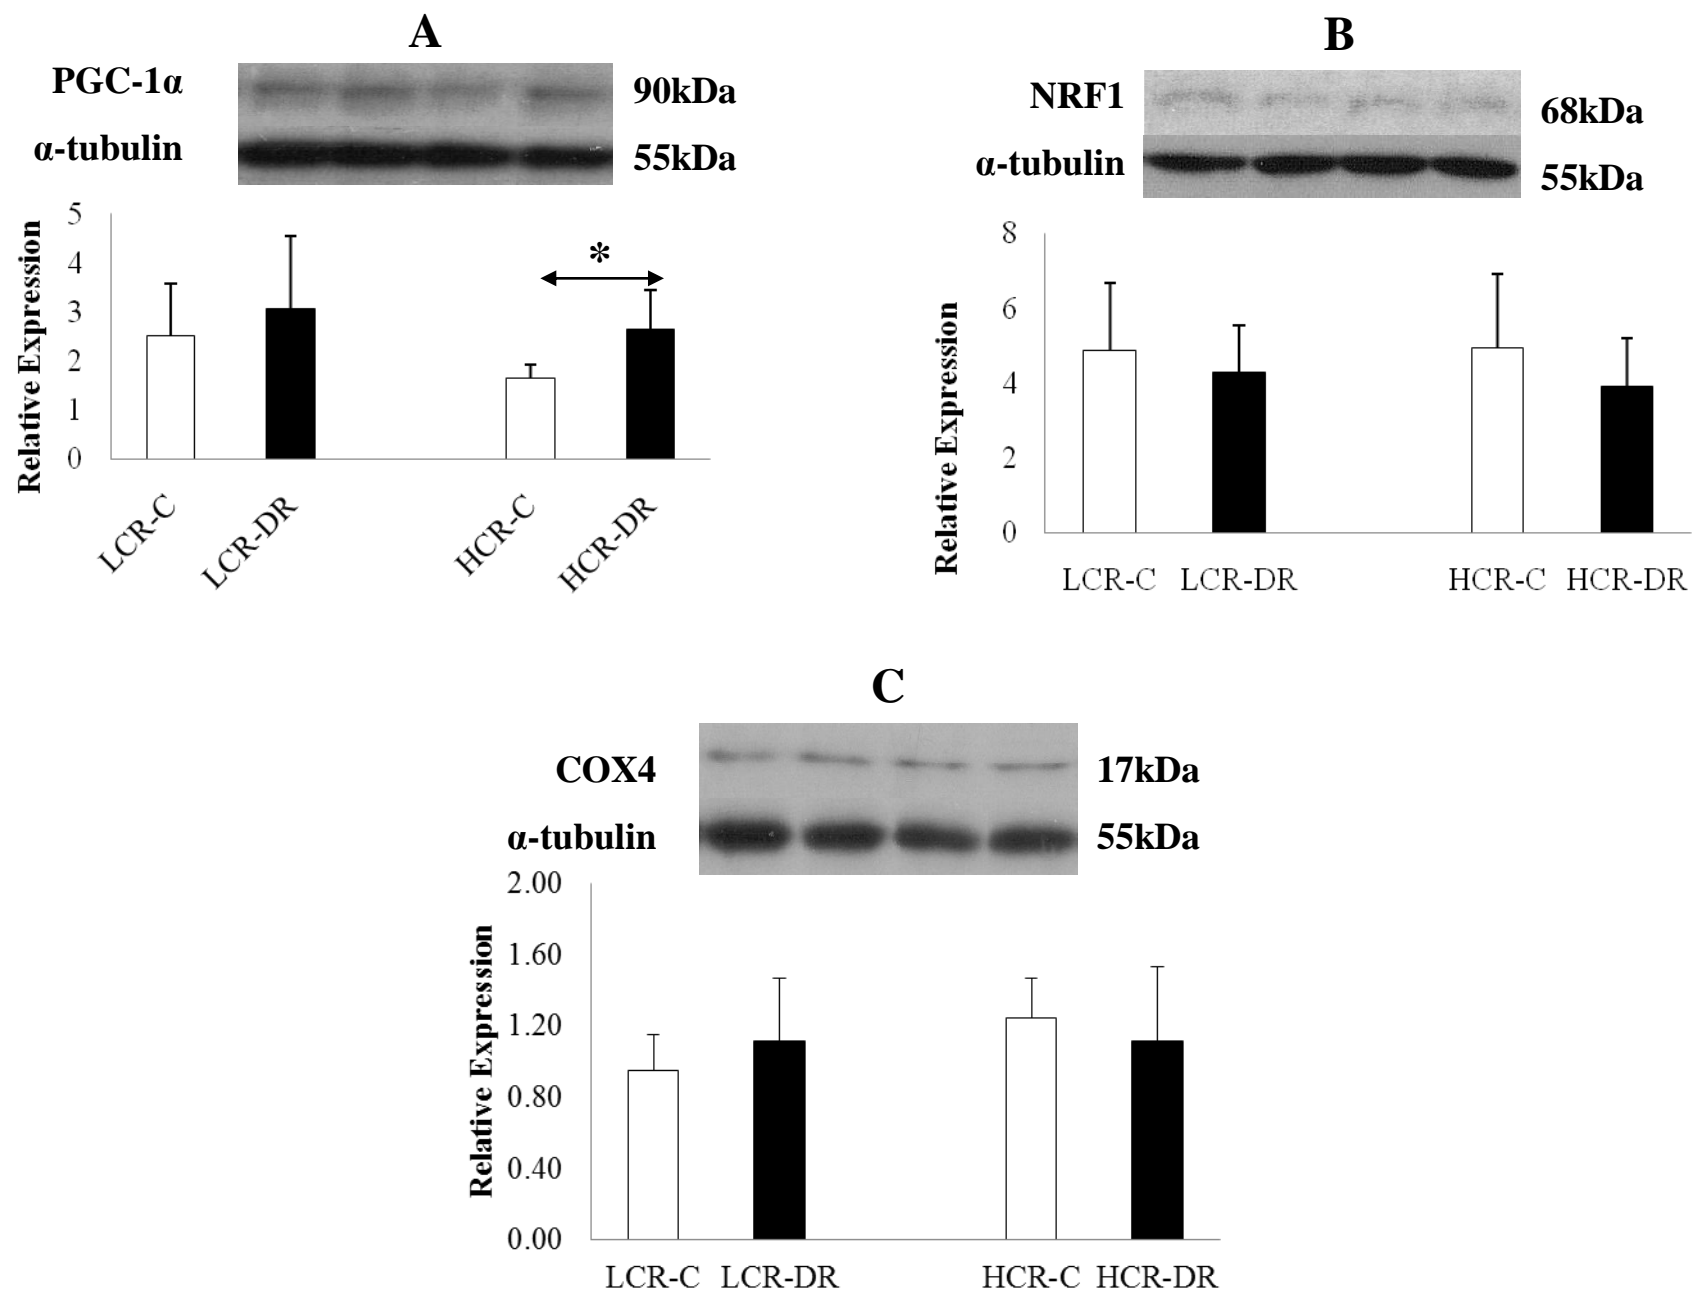 A
PGC-1α
90kDa
α-tubulin
55kDa
Relative Expression
5
4
3
2
1
0
*
LCR-C
LCR-DR
HCR-C
HCR-DR
B
NRF1
68kDa
α-tubulin
55kDa
Relative Expression
8
6
4
2
0
LCR-C LCR-DR HCR-C HCR-DR
C
COX4
17kDa
α-tubulin
55kDa
Relative Expression
2.00
1.60
1.20
0.80
0.40
0.00
LCR-C LCR-DR HCR-C HCR-DR